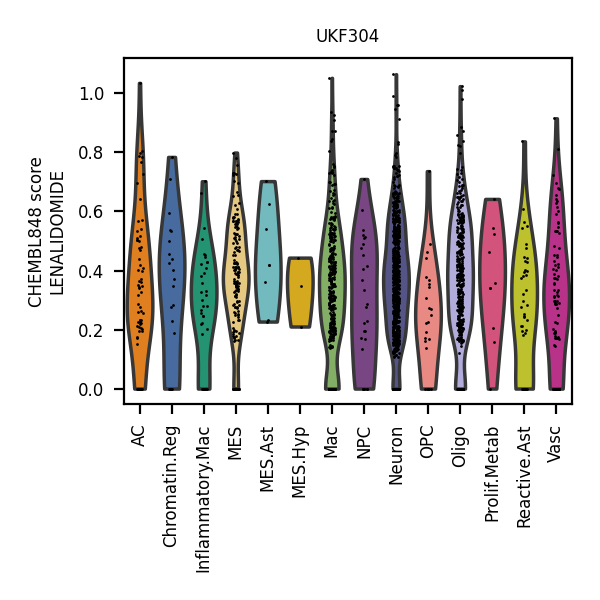 UKF304
CHEMBL848 score
LENALIDOMIDE
1.0
0.8
0.6
0.4
0.2
0.0
AC
Chromatin.Reg
Inflammatory.Mac
MES
MES.Ast
MES.Hyp
Mac
NPC
Neuron
OPC
Oligo
Prolif.Metab
Reactive.Ast
Vasc